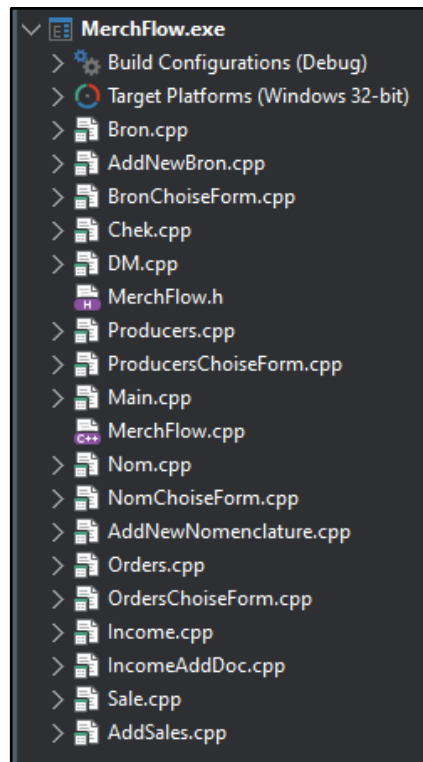 MerchFlow.exe
Build Configurations (Debug)
Target Platforms (Windows 32-bit)
Bron.cpp
AddNewBron.cpp
BronChoiseForm.cpp
Chek.cpp
DM.cpp
H MerchFlow.h
Producers.cpp
ProducersChoiseForm.cpp
Main.cpp
C++ MerchFlow.cpp
Nom.cpp
NomChoiseForm.cpp
AddNewNomenclature.cpp
Orders.cpp
OrdersChoiseForm.cpp
Income.cpp
IncomeAddDoc.cpp
Sale.cpp
AddSales.cpp